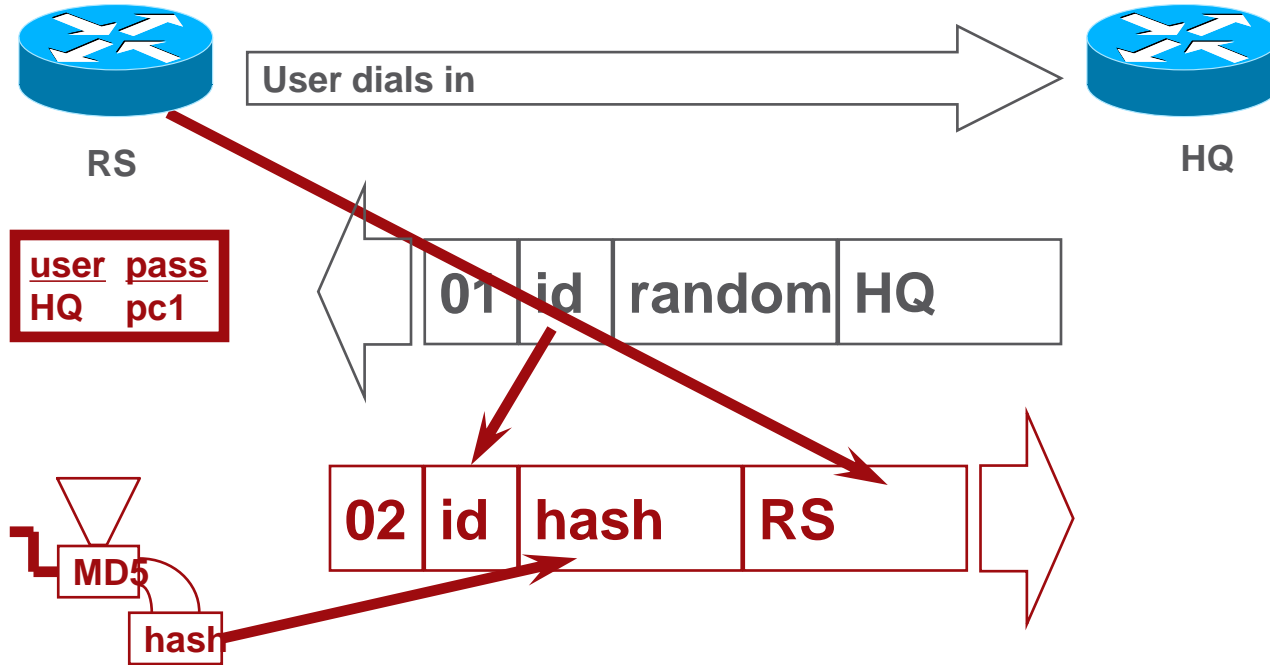 User dials in
RS
HQ
user pass
HQ pc1
01 id random HQ
02 id hash RS
MD5
hash